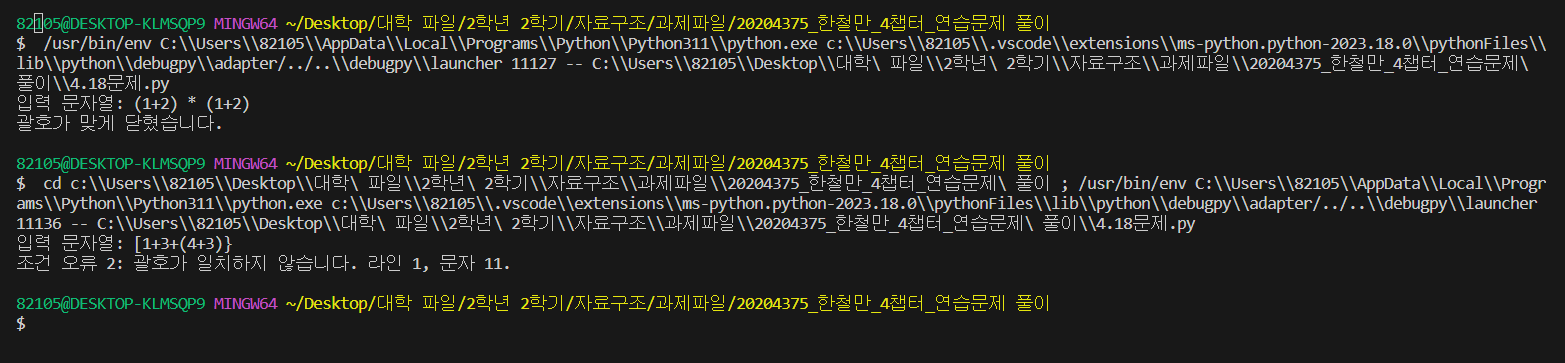 82105@DESKTOP-KLMSQP9 MINGW64 ~/Desktop/대학 파일/2학년 2학기/자료구조/과제파일/20204375_한철만_4챕터_연습문제 풀이
$  /usr/bin/env C:\\Users\\82105\\AppData\\Local\\Programs\\Python\\Python311\\python.exe c:\\Users\\82105\\.vscode\\extensions\\ms-python.python-2023.18.0\\pythonFiles\\
lib\\python\\debugpy\\adapter/../..\\debugpy\\launcher 11127 -- C:\\Users\\82105\\Desktop\\대학\ 파일\\2학년\ 2학기\\자료구조\\과제파일\\20204375_한철만_4챕터_연습문제\ 
풀이\\4.18문제.py
입력 문자열: (1+2) * (1+2)
괄호가 맞게 닫혔습니다.
82105@DESKTOP-KLMSQP9 MINGW64 ~/Desktop/대학 파일/2학년 2학기/자료구조/과제파일/20204375_한철만_4챕터_연습문제 풀이
$  cd c:\\Users\\82105\\Desktop\\대학\ 파일\\2학년\ 2학기\\자료구조\\과제파일\\20204375_한철만_4챕터_연습문제\ 풀이 ; /usr/bin/env C:\\Users\\82105\\AppData\\Local\\Progr
ams\\Python\\Python311\\python.exe c:\\Users\\82105\\.vscode\\extensions\\ms-python.python-2023.18.0\\pythonFiles\\lib\\python\\debugpy\\adapter/../..\\debugpy\\launcher
11136 -- C:\\Users\\82105\\Desktop\\대학\ 파일\\2학년\ 2학기\\자료구조\\과제파일\\20204375_한철만_4챕터_연습문제\ 풀이\\4.18문제.py
입력 문자열: [1+3+(4+3)}
조건 오류 2: 괄호가 일치하지 않습니다. 라인 1, 문자 11.
82105@DESKTOP-KLMSQP9 MINGW64 ~/Desktop/대학 파일/2학년 2학기/자료구조/과제파일/20204375_한철만_4챕터_연습문제 풀이
$